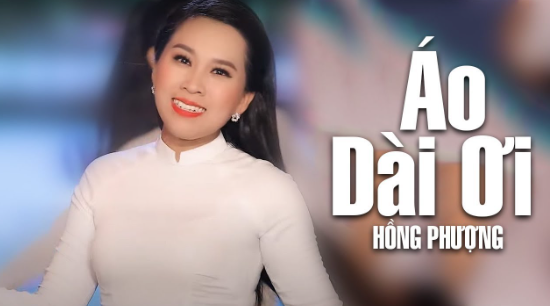 Áo
Dài Ơi
HỒNG PHƯỢNG